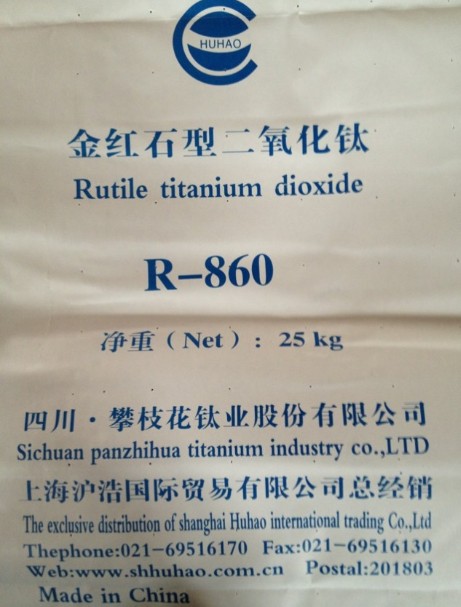 HUHAO
金红石型二氧化钛
Rutile titanium dioxide
R-860
净重（Net）: 25 kg
四川·攀枝花钛业股份有限公司
Sichuan panzhihua titanium industry co.,LTD
上海沪浩国际贸易有限公司总经销
The exclusive distribution of shanghai Huhao international trading Co.,Ltd
Thephone:021-69516170 Fax:021-69516130
Web:www.shhuhao.com.cn Postal:201803
Made in China